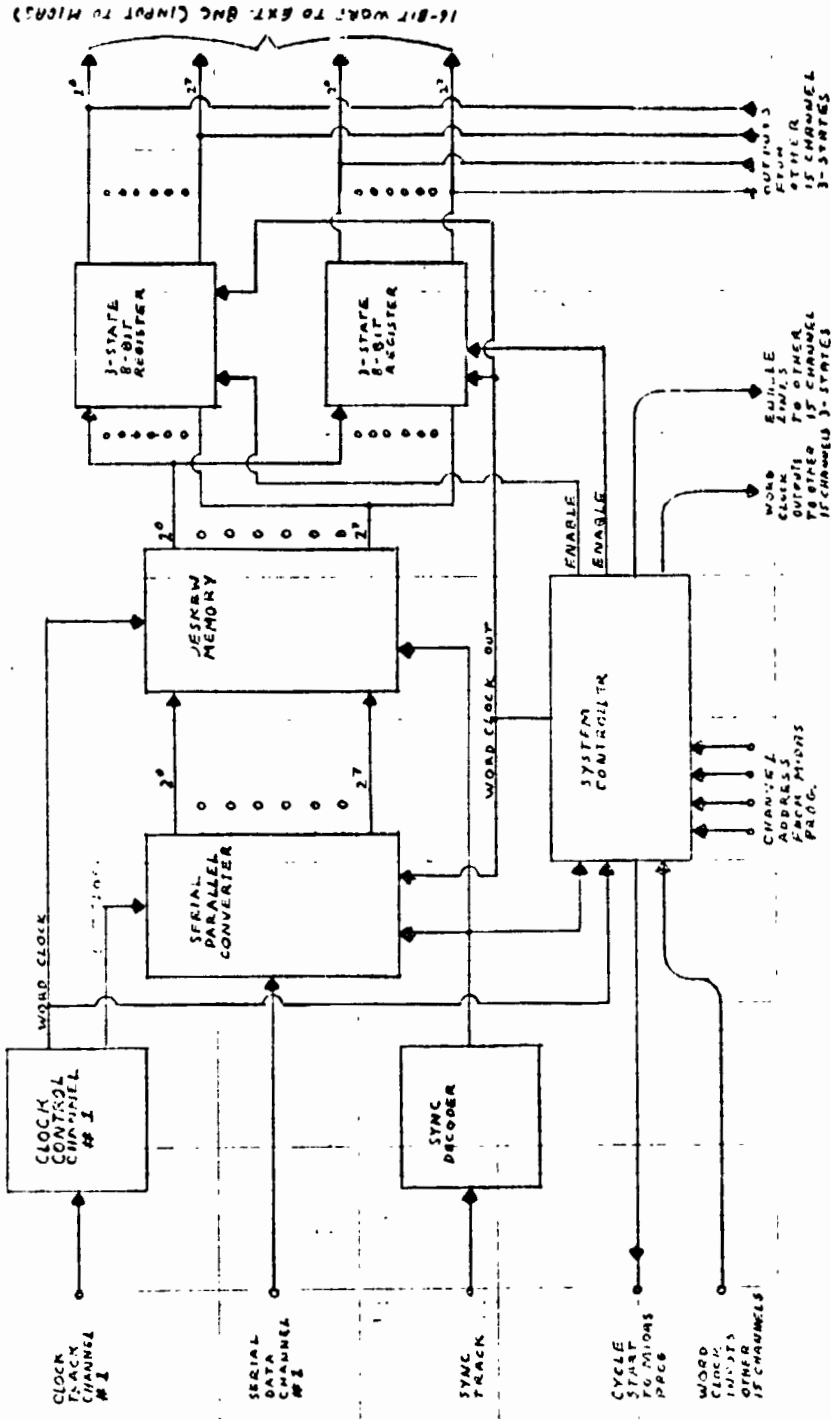 16-BIT WORT TO EXT. BNC (INPUT TO MICAS)
2⁰
2⁷
2⁰
2⁷
OUTPUTS
FROM
OTHER
15 CHANNEL
3-STATES
3-STATE
8-BIT
REGISTER
3-STATE
8-BIT
REGISTER
ENABLE
LINES
TO OTHER
15 CHANNEL
3-STATES
WORD
CLOCK
OUTPUTS
TO OTHER
15 CHANNELS
2⁰
2⁷
ENABLE
ENABLE
DESKEW
MEMORY
WORD CLOCK OUT
SYSTEM
CONTROLLTR
CHANNEL
ADDRESS
FROM MIDAS
PROG.
2⁰
2⁷
SERIAL
PARALLEL
CONVERTER
WORD CLOCK
CLOCK
CONTROL
CHANNEL
# 1
SYNC
DECODER
CLOCK
TRACK
CHANNEL
# 1
SERIAL
DATA
CHANNEL
# 1
SYNC
TRACK
CYCLE
START
TO MIDAS
PROG
WORD
CLOCK
INPUTS
OTHER
15 CHANNELS